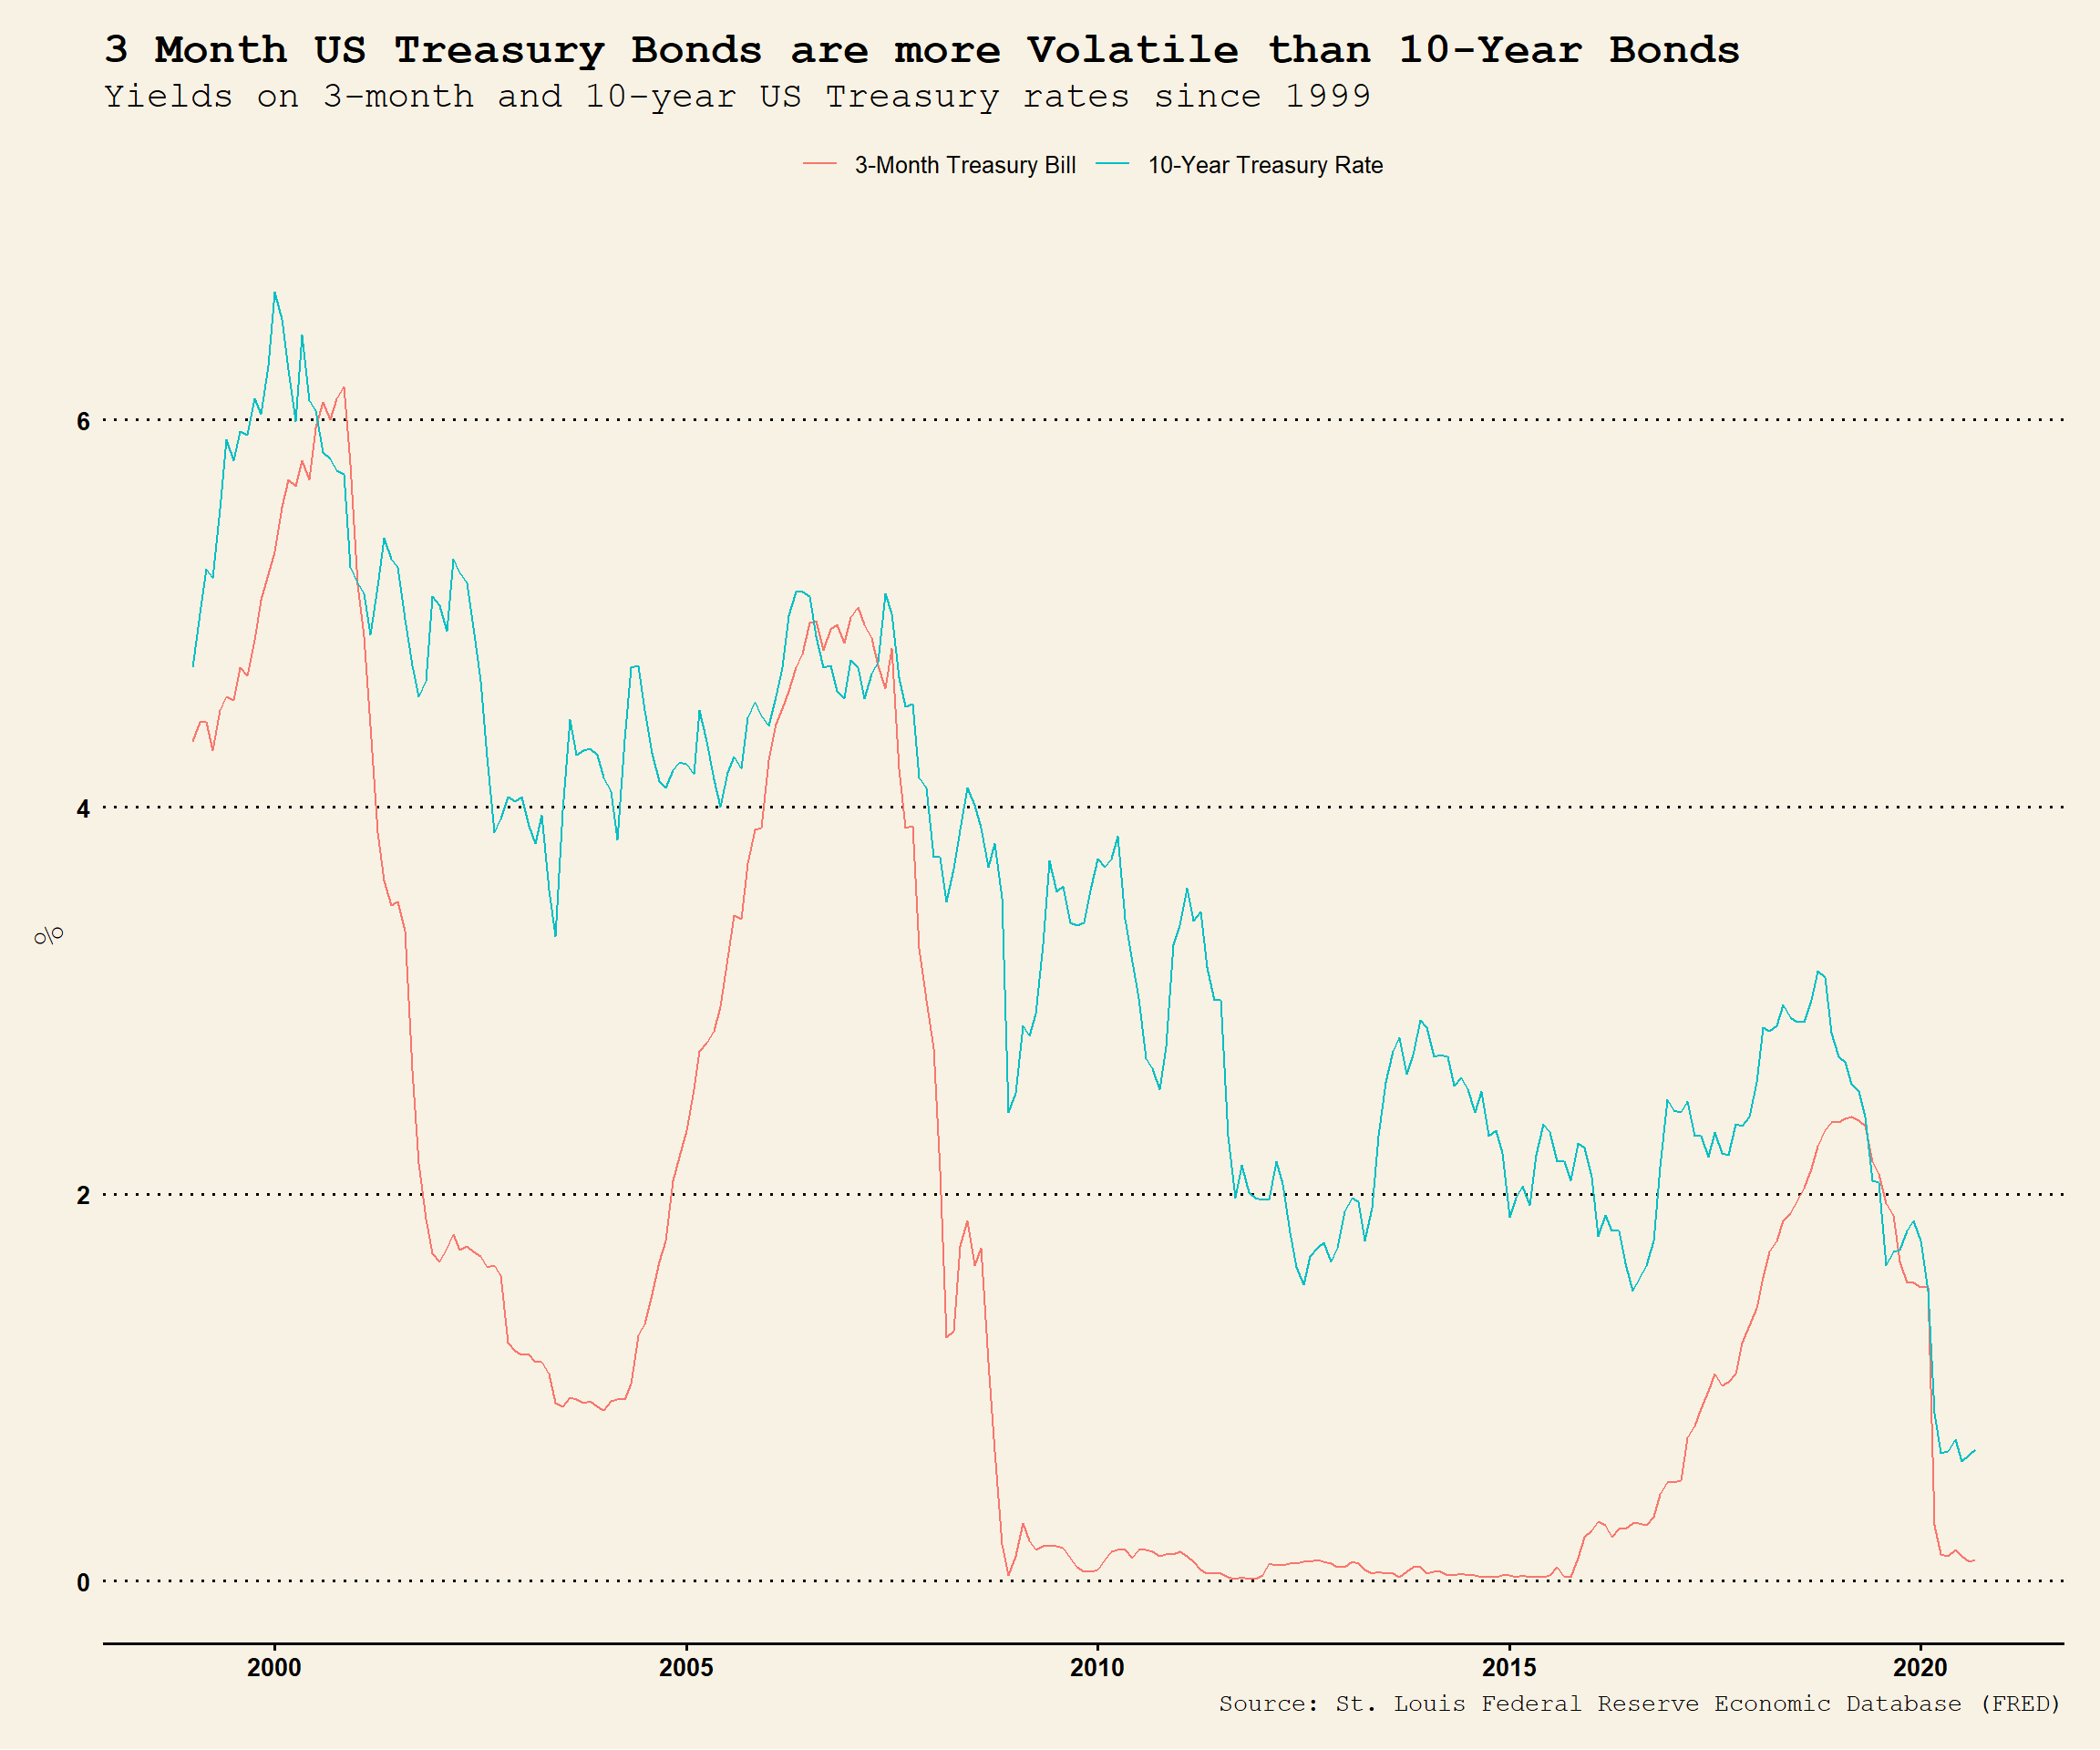 3 Month US Treasury Bonds are more Volatile than 10-Year Bonds
Yields on 3-month and 10-year US Treasury rates since 1999
3-Month Treasury Bill 10-Year Treasury Rate
6
4
%
2
0
2000 2005 2010 2015 2020
Source: St. Louis Federal Reserve Economic Database (FRED)